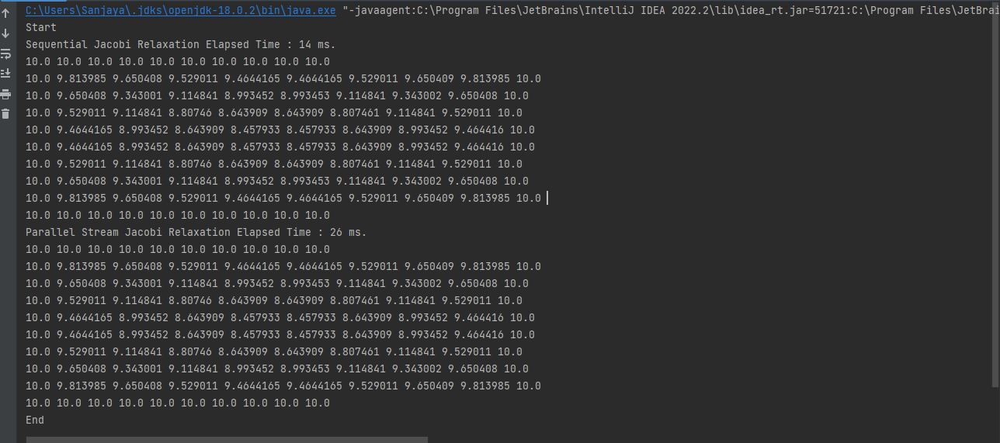 C:\Users\Sanjaya\.jdks\openjdk-18.0.2\bin\java.exe "-javaagent:C:\Program Files\JetBrains\IntelliJ IDEA 2022.2\lib\idea_rt.jar=51721:C:\Program Files\JetBrai
Start
Sequential Jacobi Relaxation Elapsed Time : 14 ms.
10.0 10.0 10.0 10.0 10.0 10.0 10.0 10.0 10.0 10.0
10.0 9.813985 9.650408 9.529011 9.4644165 9.4644165 9.529011 9.650409 9.813985 10.0
10.0 9.650408 9.343001 9.114841 8.993452 8.993453 9.114841 9.343002 9.650408 10.0
10.0 9.529011 9.114841 8.80746 8.643909 8.643909 8.807461 9.114841 9.529011 10.0
10.0 9.4644165 8.993452 8.643909 8.457933 8.457933 8.643909 8.993452 9.464416 10.0
10.0 9.4644165 8.993452 8.643909 8.457933 8.457933 8.643909 8.993452 9.464416 10.0
10.0 9.529011 9.114841 8.80746 8.643909 8.643909 8.807461 9.114841 9.529011 10.0
10.0 9.650408 9.343001 9.114841 8.993452 8.993453 9.114841 9.343002 9.650408 10.0
10.0 9.813985 9.650408 9.529011 9.4644165 9.4644165 9.529011 9.650409 9.813985 10.0
10.0 10.0 10.0 10.0 10.0 10.0 10.0 10.0 10.0 10.0
Parallel Stream Jacobi Relaxation Elapsed Time : 26 ms.
10.0 10.0 10.0 10.0 10.0 10.0 10.0 10.0 10.0 10.0
10.0 9.813985 9.650408 9.529011 9.4644165 9.4644165 9.529011 9.650409 9.813985 10.0
10.0 9.650408 9.343001 9.114841 8.993452 8.993453 9.114841 9.343002 9.650408 10.0
10.0 9.529011 9.114841 8.80746 8.643909 8.643909 8.807461 9.114841 9.529011 10.0
10.0 9.4644165 8.993452 8.643909 8.457933 8.457933 8.643909 8.993452 9.464416 10.0
10.0 9.4644165 8.993452 8.643909 8.457933 8.457933 8.643909 8.993452 9.464416 10.0
10.0 9.529011 9.114841 8.80746 8.643909 8.643909 8.807461 9.114841 9.529011 10.0
10.0 9.650408 9.343001 9.114841 8.993452 8.993453 9.114841 9.343002 9.650408 10.0
10.0 9.813985 9.650408 9.529011 9.4644165 9.4644165 9.529011 9.650409 9.813985 10.0
10.0 10.0 10.0 10.0 10.0 10.0 10.0 10.0 10.0 10.0
End